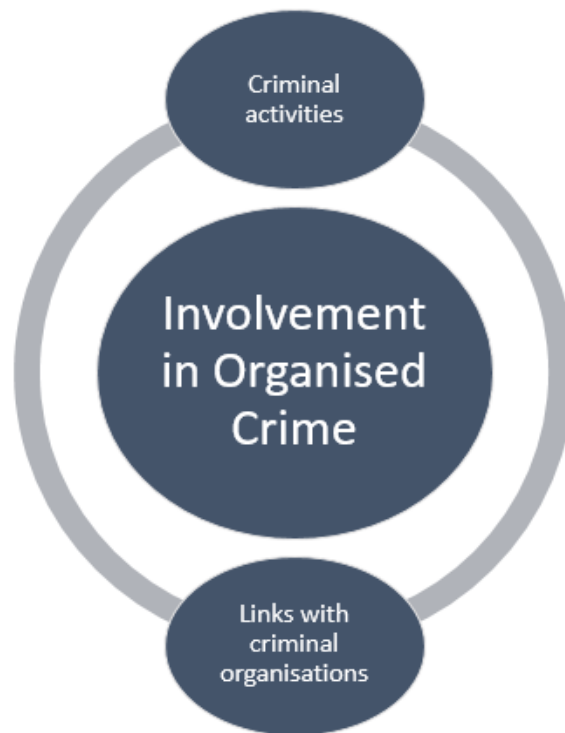 Criminal
activities
Involvement
in Organised
Crime
Links with
criminal
organisations